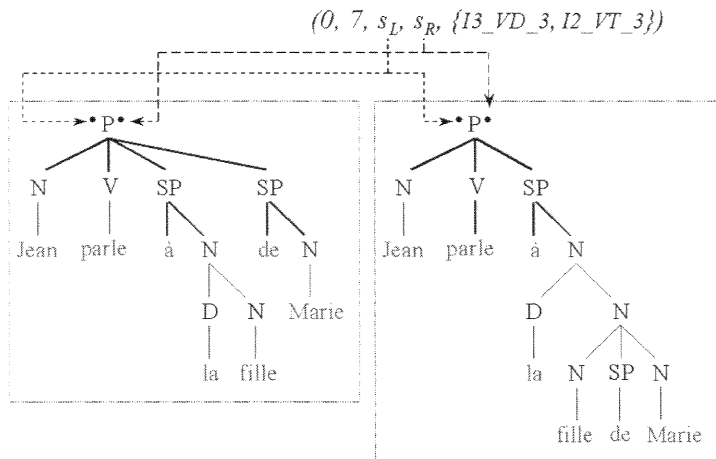 (0, 7, s_L, s_R, {I3_VD_3, I2_VT_3})
•P• •P•
N V SP SP N V SP
Jean parle à N de N Jean parle à N
D N Marie D N
la fille la N SP N
fille de Marie